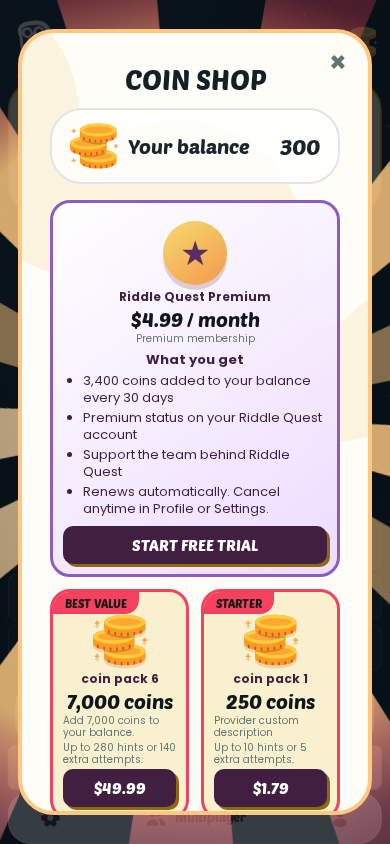 COIN SHOP
Your balance 300
Riddle Quest Premium
$4.99 / month
Premium membership
What you get
3,400 coins added to your balance
every 30 days
Premium status on your Riddle Quest
account
Support the team behind Riddle
Quest
Renews automatically. Cancel
anytime in Profile or Settings.
START FREE TRIAL
BEST VALUE
coin pack 6
7,000 coins
Add 7,000 coins to
your balance.
Up to 280 hints or 140
extra attempts.
$49.99
STARTER
coin pack 1
250 coins
Provider custom
description
Up to 10 hints or 5
extra attempts.
$1.79
Multiplayer